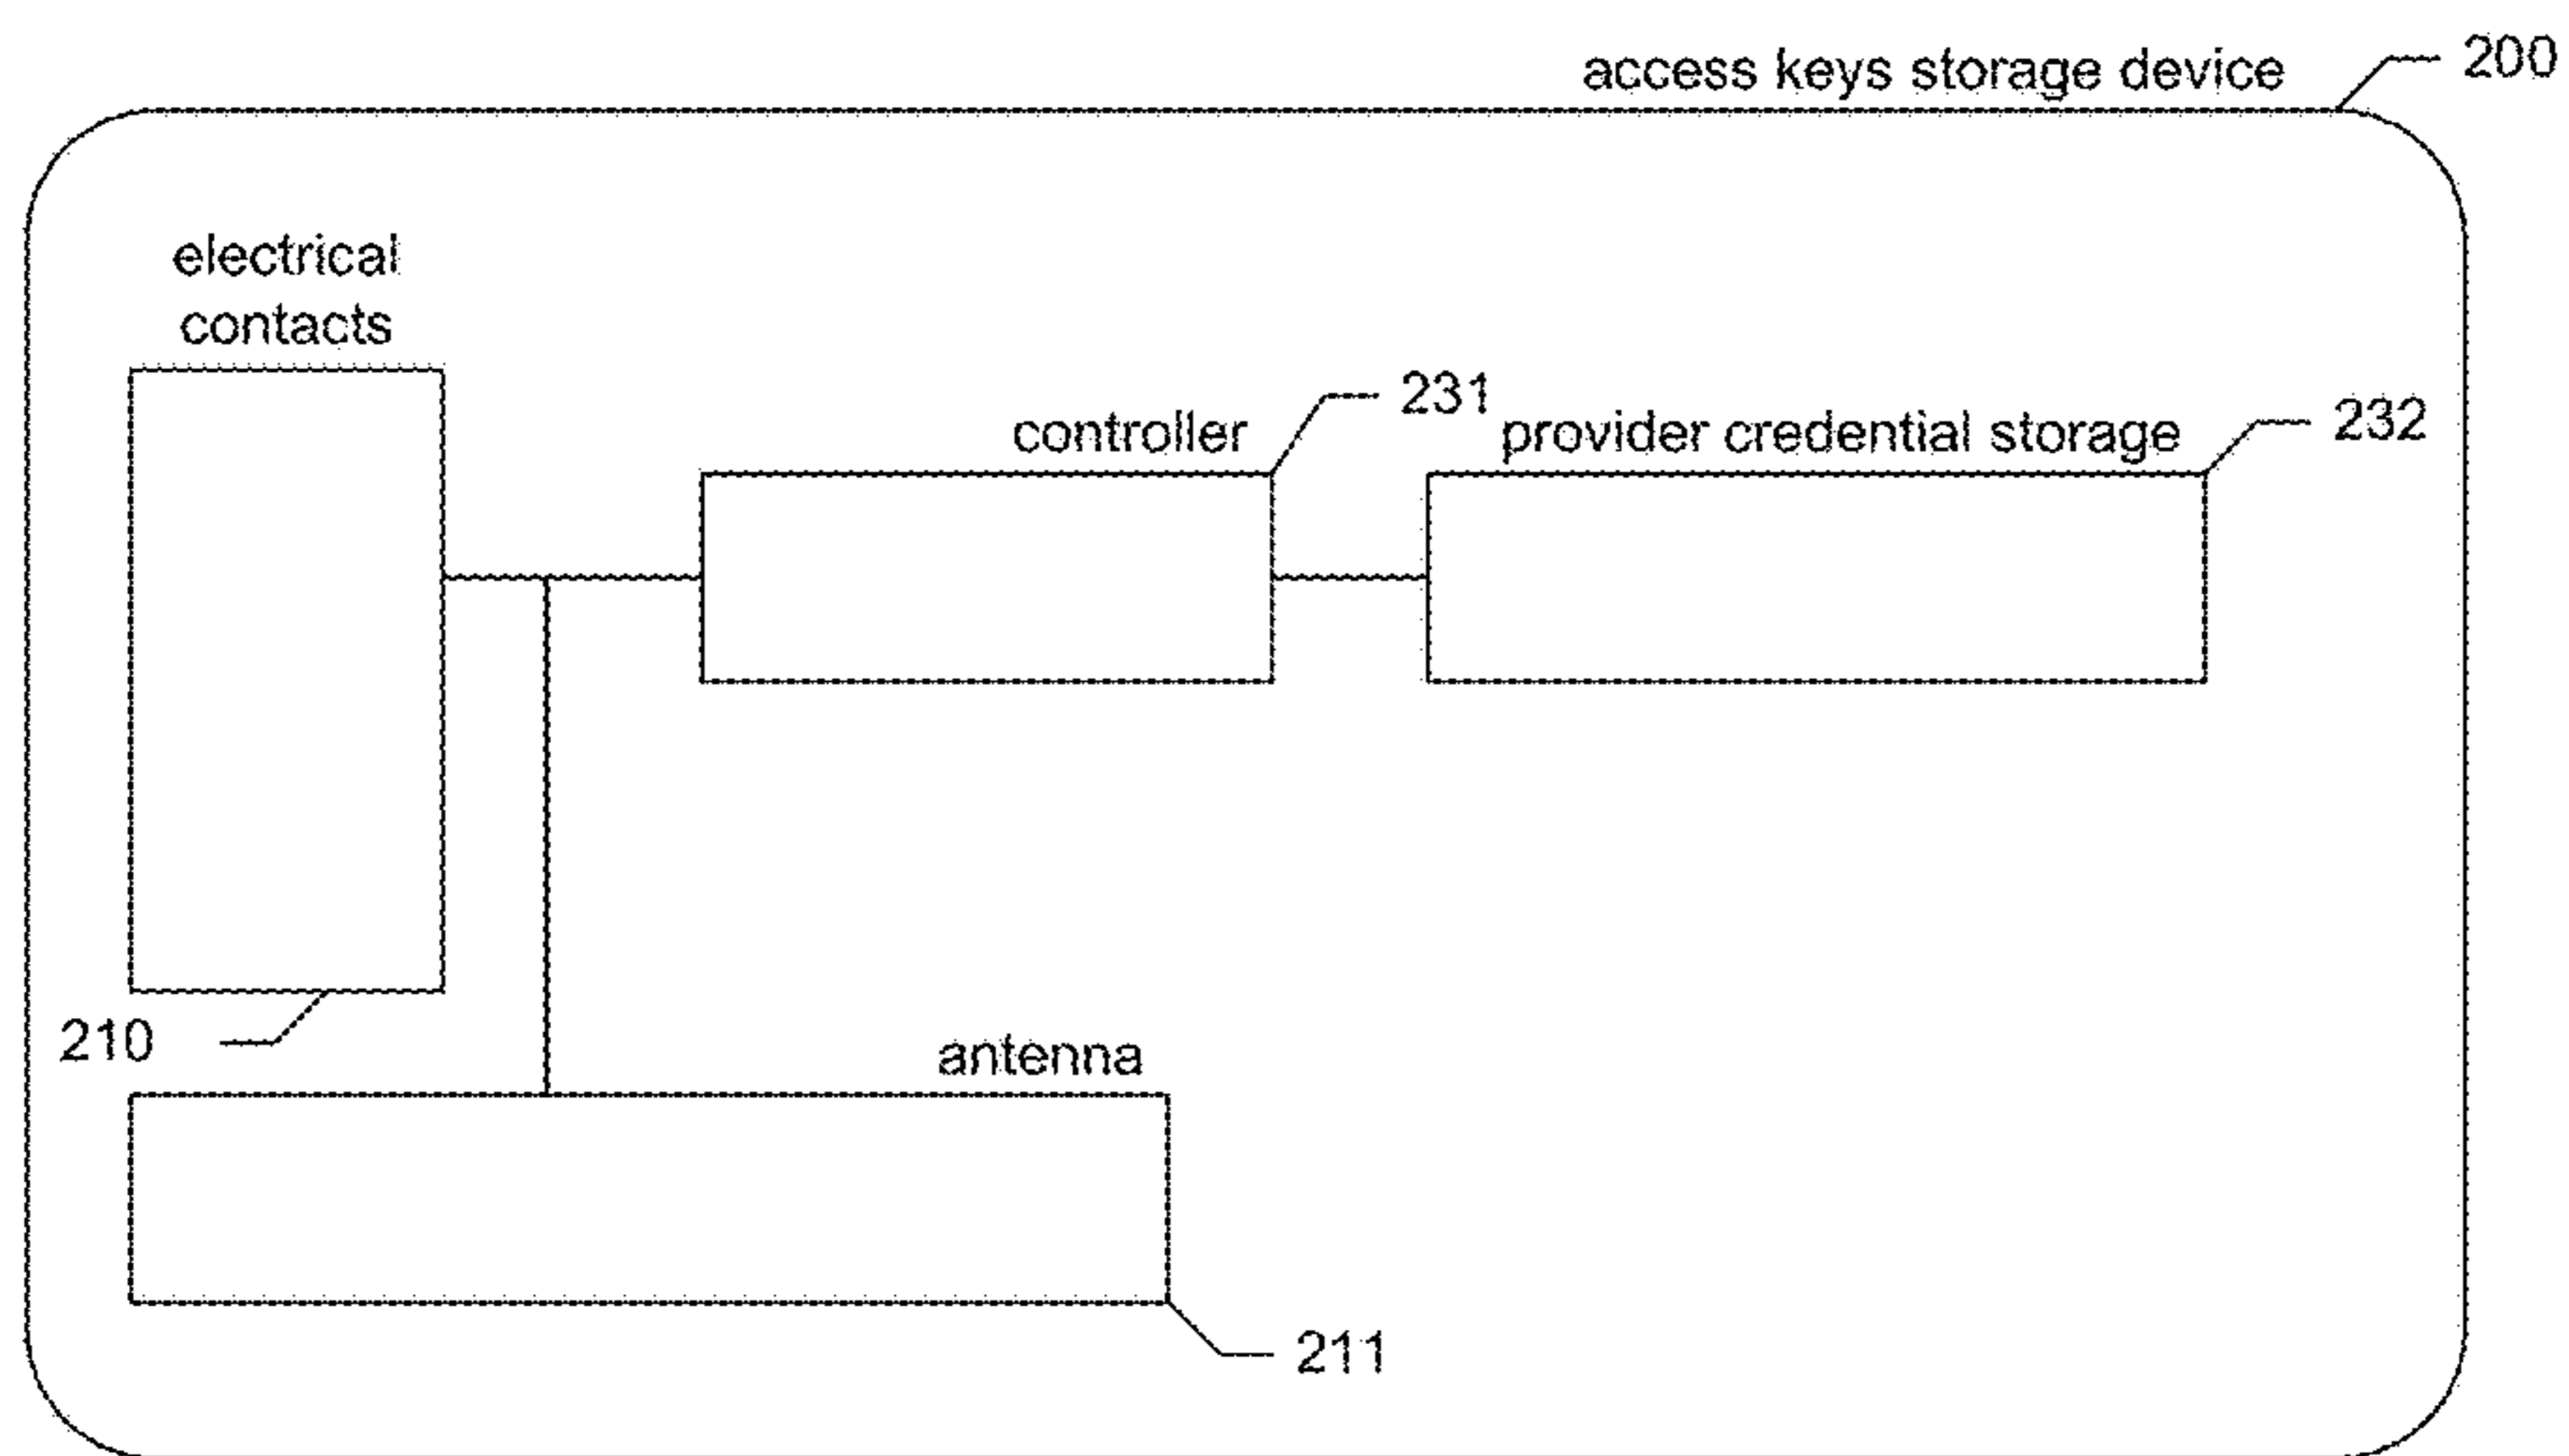 access keys storage device
200
electrical
contacts
controller
231
provider credential storage
232
210
antenna
211